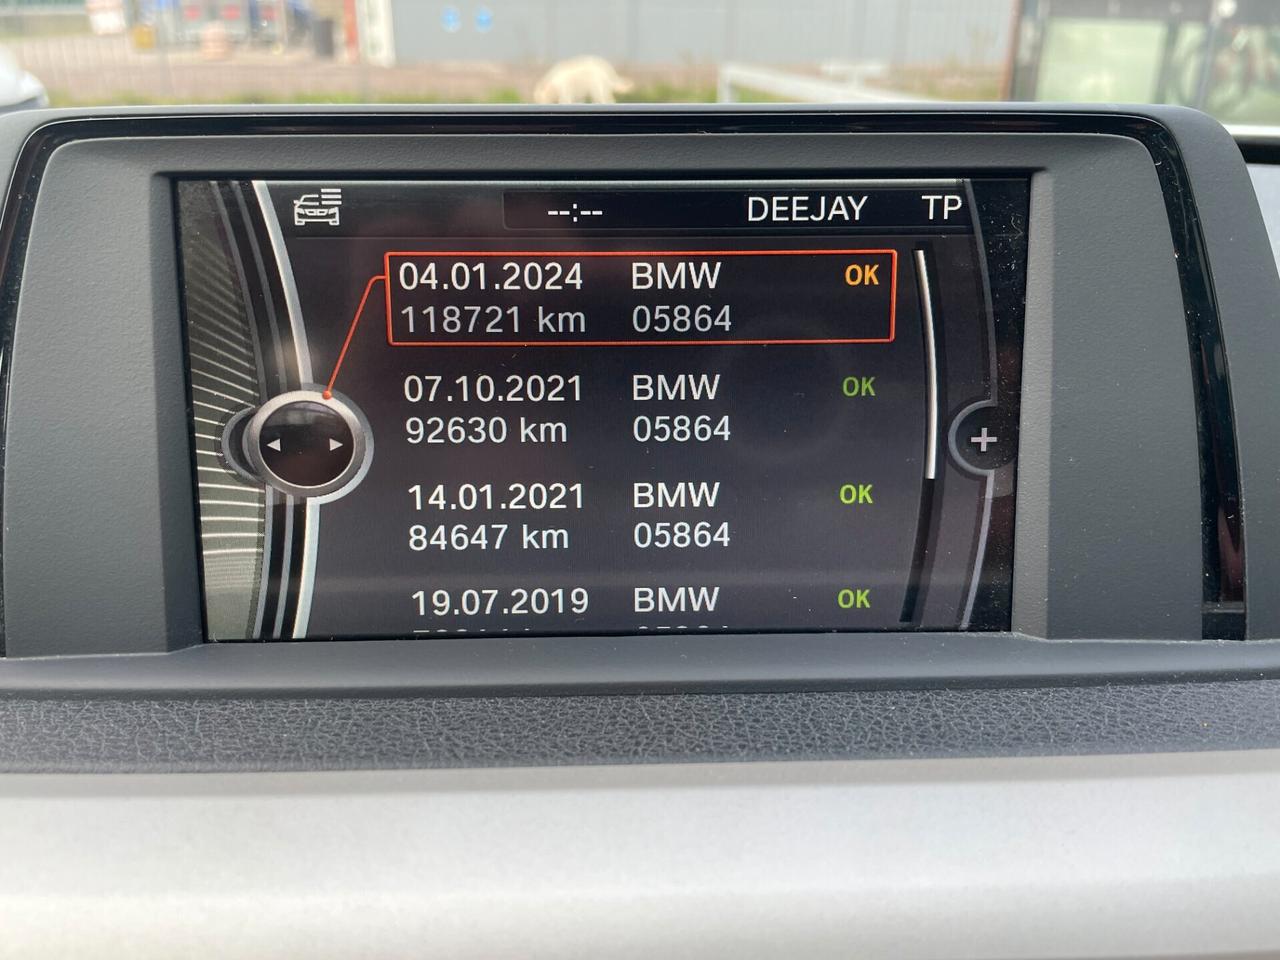 --:-- DEEJAY TP
04.01.2024 BMW OK
118721 km 05864
07.10.2021 BMW OK
92630 km 05864
14.01.2021 BMW OK
84647 km 05864
19.07.2019 BMW OK